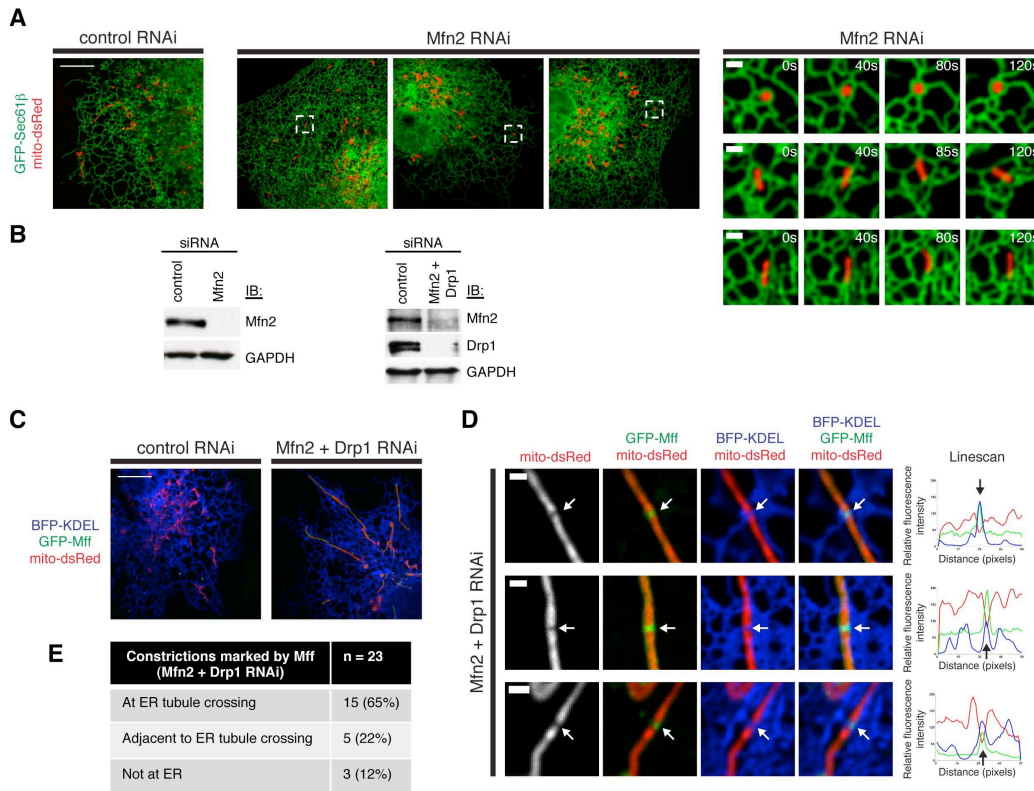 A
control RNAi
Mfn2 RNAi
Mfn2 RNAi
GFP-Sec61β
mito-dsRed
0s
40s
80s
120s
0s
40s
85s
120s
0s
40s
80s
120s
B
siRNA
control
Mfn2
IB:
Mfn2
GAPDH
siRNA
control
Mfn2 +
Drp1
IB:
Mfn2
Drp1
GAPDH
C
control RNAi
Mfn2 + Drp1 RNAi
BFP-KDEL
GFP-Mff
mito-dsRed
D
mito-dsRed
GFP-Mff
mito-dsRed
BFP-KDEL
mito-dsRed
BFP-KDEL
GFP-Mff
mito-dsRed
Linescan
Mfn2 + Drp1 RNAi
Relative fluorescence
intensity
Distance (pixels)
Relative fluorescence
intensity
Distance (pixels)
Relative fluorescence
intensity
Distance (pixels)
E
Constrictions marked by Mff
(Mfn2 + Drp1 RNAi)
n = 23
At ER tubule crossing
15 (65%)
Adjacent to ER tubule crossing
5 (22%)
Not at ER
3 (12%)